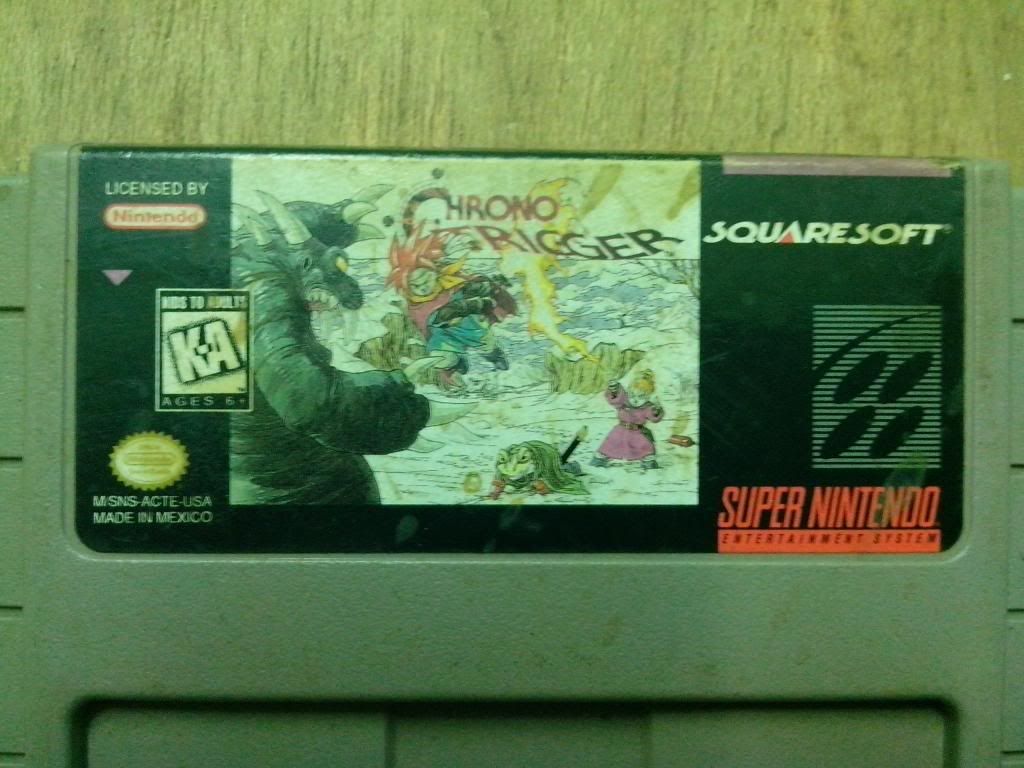 LICENSED BY
Nintendo
KIDS TO ADULTS
K-A
AGES 6+
M/SNS-ACTE-USA
MADE IN MEXICO
CHRONO
TRIGGER
SQUARESOFT
SUPER NINTENDO
ENTERTAINMENT SYSTEM